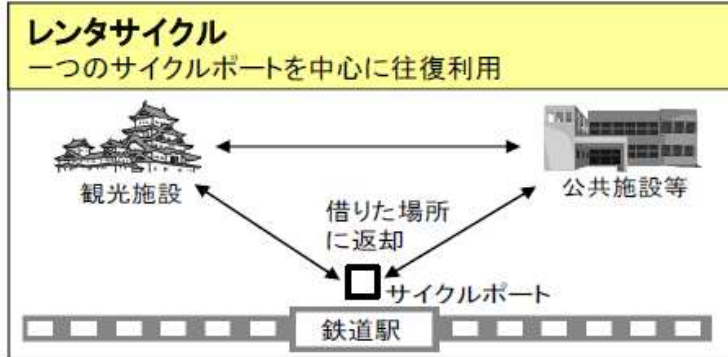 レンタサイクル
一つのサイクルポートを中心に往復利用
観光施設
公共施設等
借りた場所
に返却
サイクルポート
鉄道駅